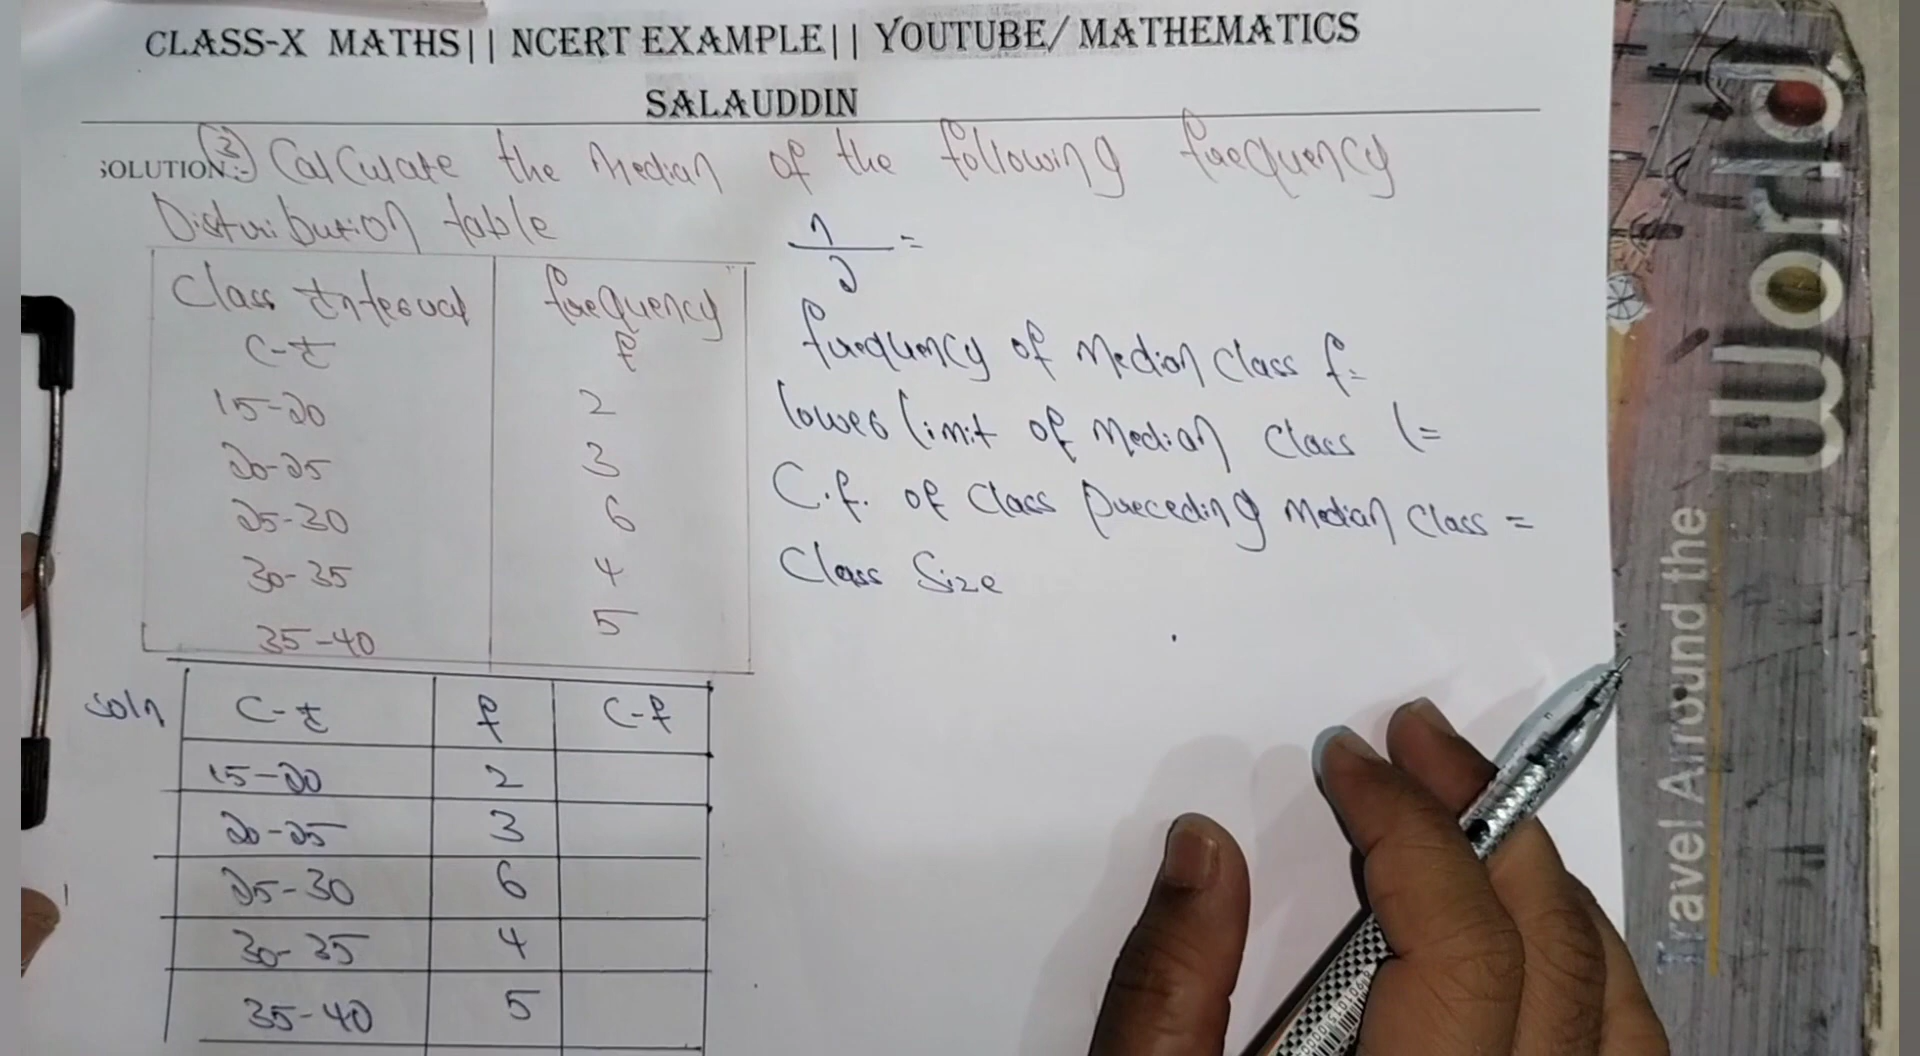 CLASS-X MATHS|| NCERT EXAMPLE|| YOUTUBE/ MATHEMATICS
SALAUDDIN
SOLUTION:- (2) Calculate the Median of the following frequency
Distribution table
Class Interval C-I | frequency f
15-20 | 2
20-25 | 3
25-30 | 6
30-35 | 4
35-40 | 5
n/2 =
frequency of Median Class f=
lower limit of Median Class l=
C.f. of Class Preceding Median Class =
Class Size
Soln
C-I | f | C-f
15-20 | 2
20-25 | 3
25-30 | 6
30-35 | 4
35-40 | 5
World
Travel Arround the